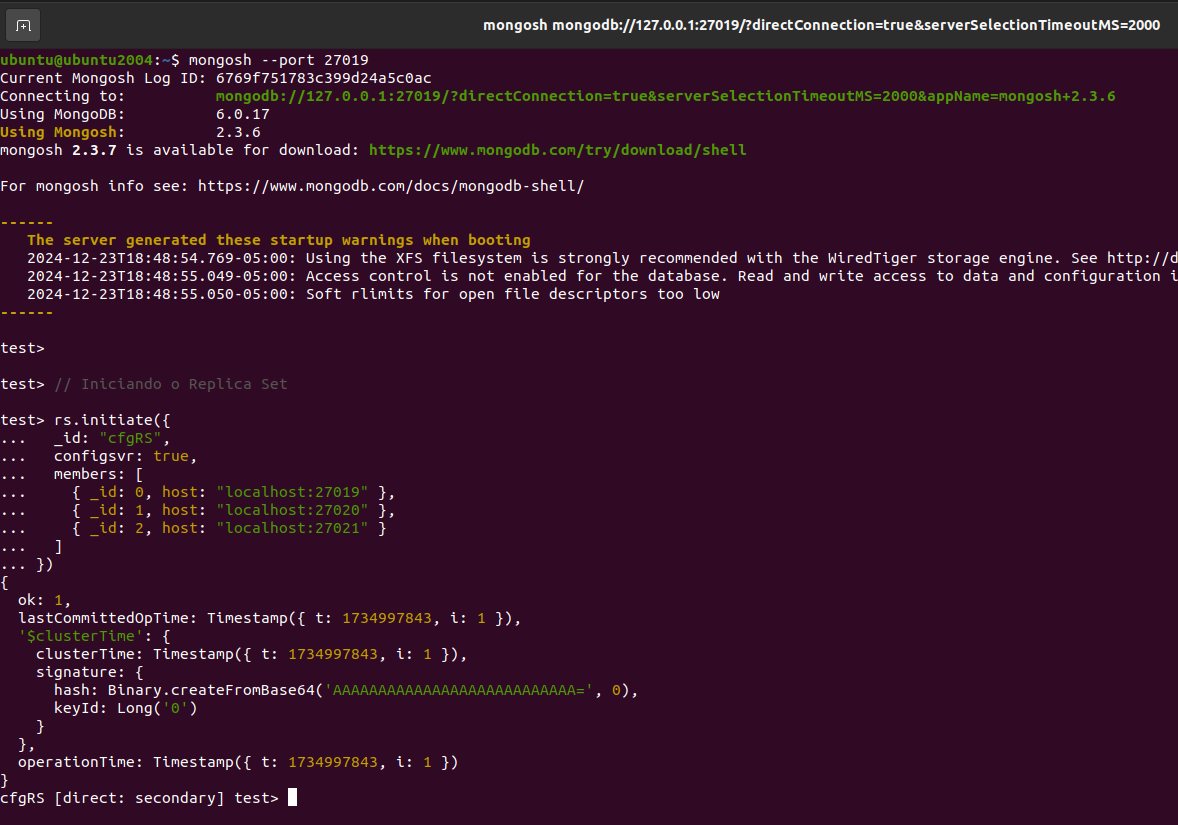 mongosh mongodb://127.0.0.1:27019/?directConnection=true&serverSelectionTimeoutMS=2000
ubuntu@ubuntu2004:~$ mongosh --port 27019
Current Mongosh Log ID: 6769f751783c399d24a5c0ac
Connecting to:          mongodb://127.0.0.1:27019/?directConnection=true&serverSelectionTimeoutMS=2000&appName=mongosh+2.3.6
Using MongoDB:          6.0.17
Using Mongosh:          2.3.6
mongosh 2.3.7 is available for download: https://www.mongodb.com/try/download/shell
For mongosh info see: https://www.mongodb.com/docs/mongodb-shell/
------
   The server generated these startup warnings when booting
   2024-12-23T18:48:54.769-05:00: Using the XFS filesystem is strongly recommended with the WiredTiger storage engine. See http://d
   2024-12-23T18:48:55.049-05:00: Access control is not enabled for the database. Read and write access to data and configuration i
   2024-12-23T18:48:55.050-05:00: Soft rlimits for open file descriptors too low
------
test>
test> // Iniciando o Replica Set
test> rs.initiate({
...   _id: "cfgRS",
...   configsvr: true,
...   members: [
...     { _id: 0, host: "localhost:27019" },
...     { _id: 1, host: "localhost:27020" },
...     { _id: 2, host: "localhost:27021" }
...   ]
... })
{
  ok: 1,
  lastCommittedOpTime: Timestamp({ t: 1734997843, i: 1 }),
  '$clusterTime': {
    clusterTime: Timestamp({ t: 1734997843, i: 1 }),
    signature: {
      hash: Binary.createFromBase64('AAAAAAAAAAAAAAAAAAAAAAAAAAA=', 0),
      keyId: Long('0')
    }
  },
  operationTime: Timestamp({ t: 1734997843, i: 1 })
}
cfgRS [direct: secondary] test>